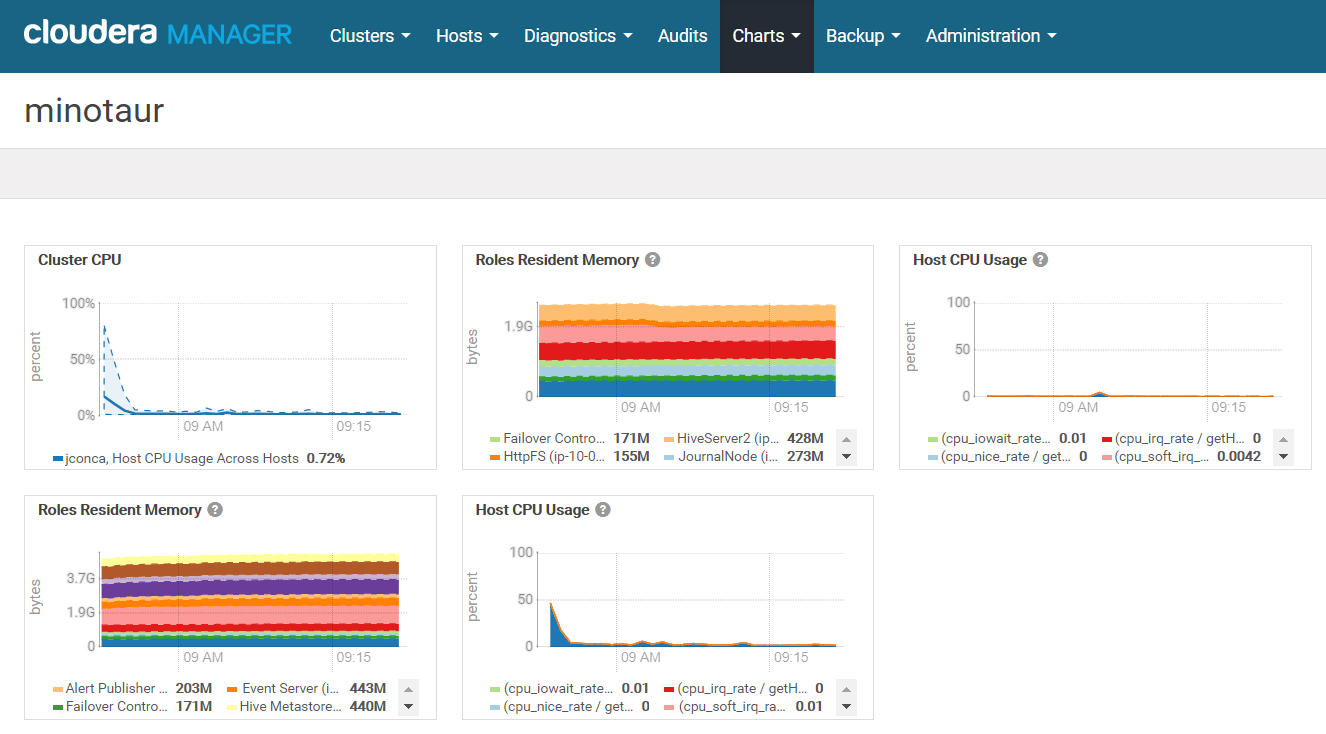 cloudera MANAGER Clusters Hosts Diagnostics Audits Charts Backup Administration
minotaur
Cluster CPU
100%
50%
0%
percent
09 AM 09:15
jconca, Host CPU Usage Across Hosts 0.72%
Roles Resident Memory ?
1.9G
0
bytes
09 AM 09:15
Failover Contro... 171M HiveServer2 (ip... 428M
HttpFS (ip-10-0... 155M JournalNode (i... 273M
Host CPU Usage ?
100
50
0
percent
09 AM 09:15
(cpu_iowait_rate... 0.01 (cpu_irq_rate / getH... 0
(cpu_nice_rate / get... 0 (cpu_soft_irq_... 0.0042
Roles Resident Memory ?
3.7G
1.9G
0
bytes
09 AM 09:15
Alert Publisher ... 203M Event Server (i... 443M
Failover Contro... 171M Hive Metastore... 440M
Host CPU Usage ?
100
50
0
percent
09 AM 09:15
(cpu_iowait_rate... 0.01 (cpu_irq_rate / getH... 0
(cpu_nice_rate / get... 0 (cpu_soft_irq_ra... 0.01